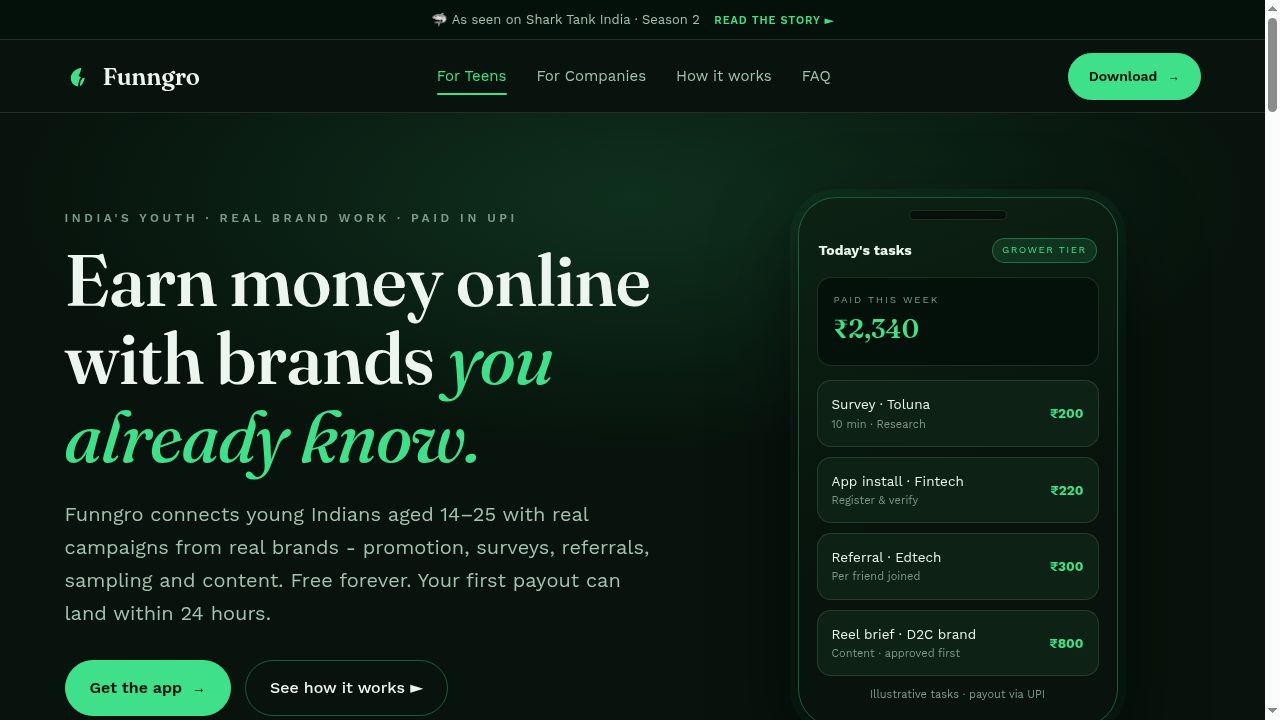 🦈 As seen on Shark Tank India · Season 2 READ THE STORY ►
Funngro
For Teens
For Companies
How it works
FAQ
Download →
INDIA'S YOUTH · REAL BRAND WORK · PAID IN UPI
Earn money online
with brands you
already know.
Funngro connects young Indians aged 14–25 with real
campaigns from real brands - promotion, surveys, referrals,
sampling and content. Free forever. Your first payout can
land within 24 hours.
Get the app →
See how it works ►
Today's tasks
GROWER TIER
PAID THIS WEEK
₹2,340
Survey · Toluna
10 min · Research
₹200
App install · Fintech
Register & verify
₹220
Referral · Edtech
Per friend joined
₹300
Reel brief · D2C brand
Content · approved first
₹800
Illustrative tasks · payout via UPI